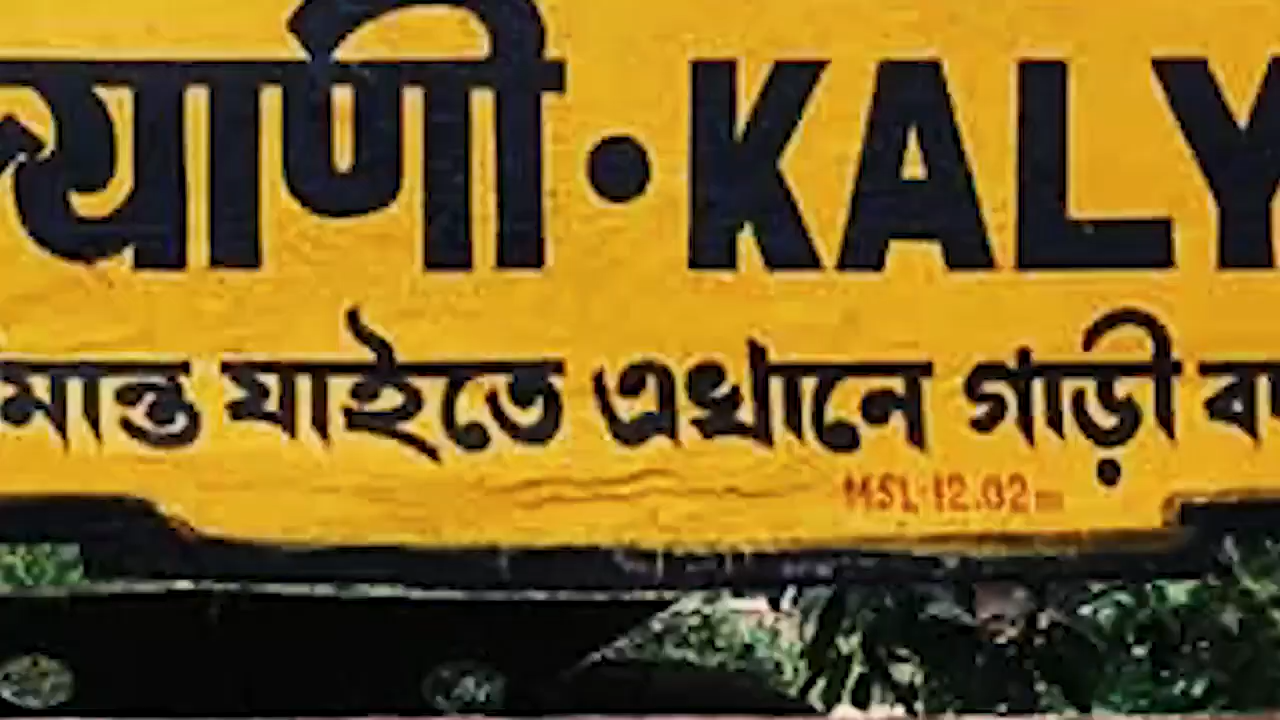 याणी • KALY
মান্ত যাইতে এখানে গাড়ী ব
MSL-12.02m